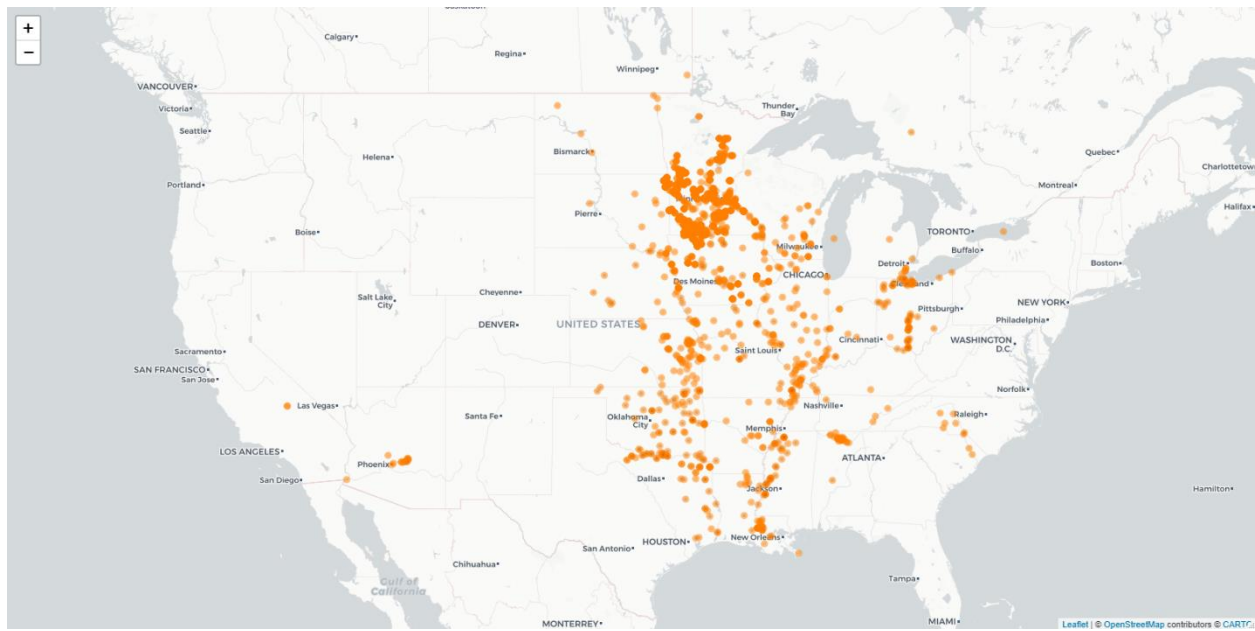 +
Calgary
Regina
Winnipeg
−
VANCOUVER
Victoria
Seattle
Thunder
Bay
Bismarck
Helena
Quebec
Charlottetow
Portland
Montreal
Halifax
Pierre
Boise
TORONTO
Buffalo
Milwaukee
Detroit
Boston
CHICAGO
Salt Lake
City
Cheyenne
Des Moines
NEW YORK
Pittsburgh
Philadelphia
DENVER
UNITED STATES
Sacramento
Saint Louis
Cincinnati
WASHINGTON
D.C.
SAN FRANCISCO
San Jose
Norfolk
Las Vegas
Santa Fe
Oklahoma
City
Nashville
Raleigh
Memphis
LOS ANGELES
Phoenix
ATLANTA
San Diego
Dallas
Jackson
Hamilton
New Orleans
HOUSTON
San Antonio
Chihuahua
Gulf of
California
Tampa
MONTERREY
MIAMI
Leaflet | © OpenStreetMap contributors © CARTO